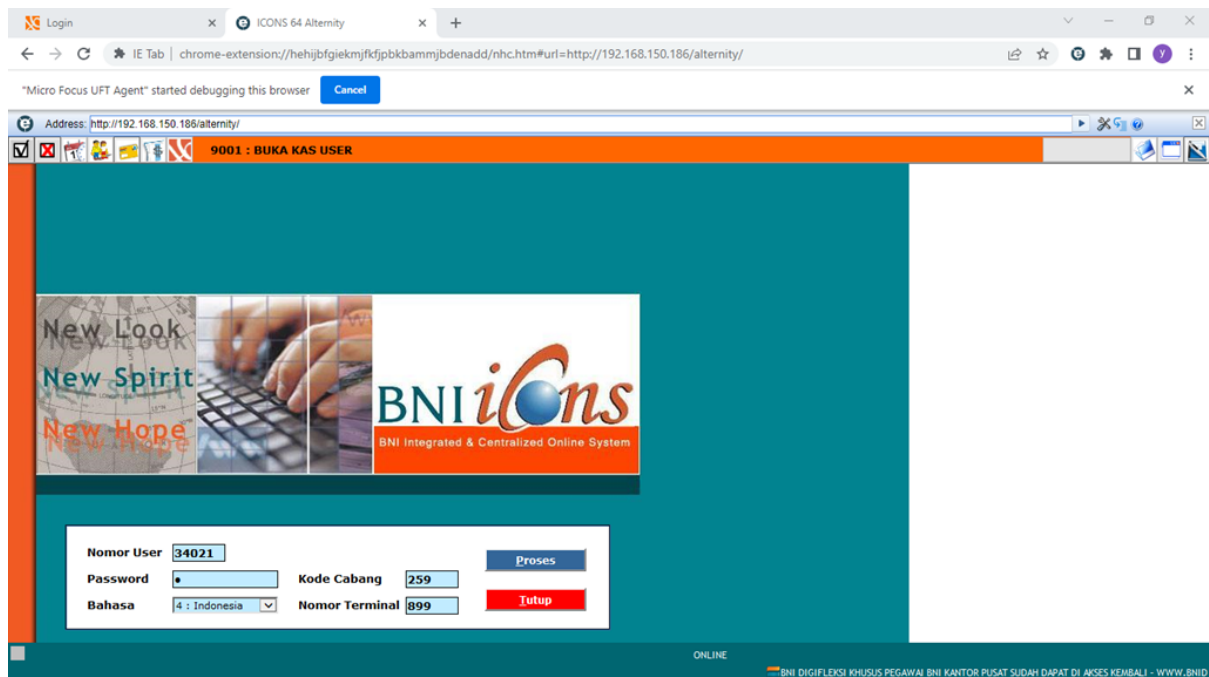 Login
ICONS 64 Alternity
IE Tab | chrome-extension://hehijbfgiekmjfkfjpbkbammjbdenadd/nhc.htm#url=http://192.168.150.186/alternity/
y
"Micro Focus UFT Agent" started debugging this browser Cancel
Address: http://192.168.150.186/alternity/
9001 : BUKA KAS USER
New Look
New Spirit
New Hope
BNI icons
BNI Integrated & Centralized Online System
Nomor User 34021
Proses
Password Kode Cabang 259
Bahasa 4 : Indonesia Nomor Terminal 899
Tutup
ONLINE
BNI DIGIFLEKSI KHUSUS PEGAWAI BNI KANTOR PUSAT SUDAH DAPAT DI AKSES KEMBALI - WWW.BNID